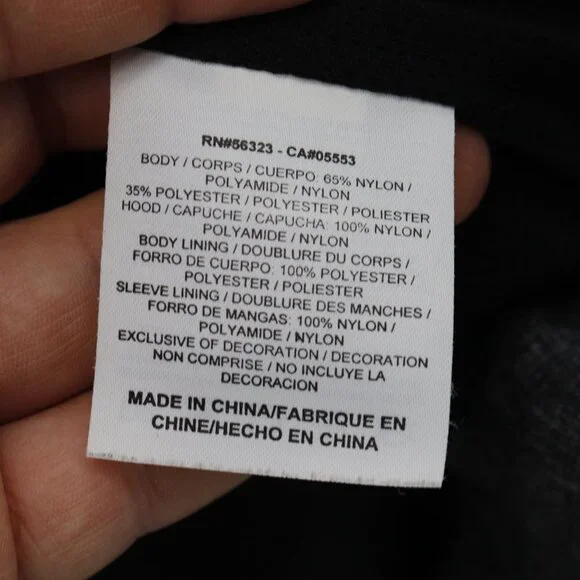 RN#56323 - CA#05553
BODY / CORPS / CUERPO: 65% NYLON /
POLYAMIDE / NYLON
35% POLYESTER / POLYESTER / POLIESTER
HOOD / CAPUCHE / CAPUCHA: 100% NYLON /
POLYAMIDE / NYLON
BODY LINING / DOUBLURE DU CORPS /
FORRO DE CUERPO: 100% POLYESTER /
POLYESTER / POLIESTER
SLEEVE LINING / DOUBLURE DES MANCHES /
FORRO DE MANGAS: 100% NYLON /
POLYAMIDE / NYLON
EXCLUSIVE OF DECORATION / DECORATION
NON COMPRISE / NO INCLUYE LA
DECORACION
MADE IN CHINA/FABRIQUE EN
CHINE/HECHO EN CHINA